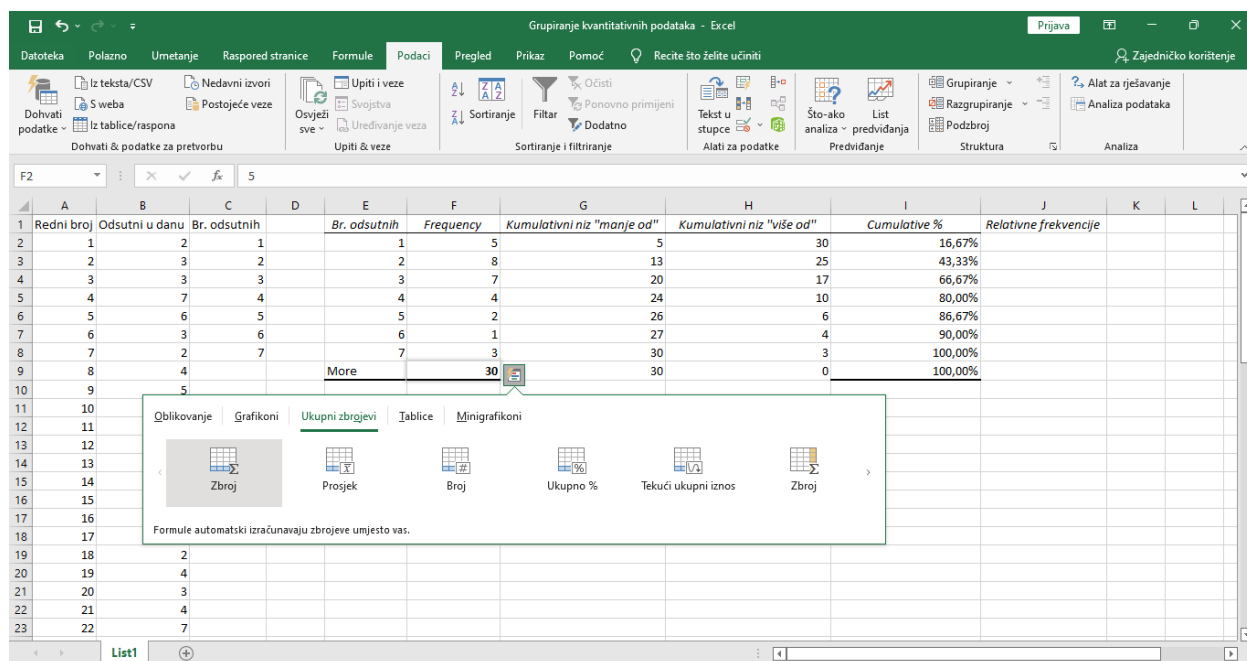 Grupiranje kvantitativnih podataka - Excel Prijava
Datoteka Polazno Umetanje Raspored stranice Formule Podaci Pregled Prikaz Pomoć Recite što želite učiniti Zajedničko korištenje
Dohvati podatke
Iz teksta/CSV
S weba
Iz tablice/raspona
Nedavni izvori
Postojeće veze
Dohvati & podatke za pretvorbu
Osvježi sve
Upiti i veze
Svojstva
Uređivanje veza
Upiti & veze
Sortiranje
Filtar
Očisti
Ponovno primijeni
Dodatno
Sortiranje i filtriranje
Tekst u stupce
Alati za podatke
Što-ako analiza
List predviđanja
Predviđanje
Grupiranje
Razgrupiranje
Podzbroj
Struktura
Alat za rješavanje
Analiza podataka
Analiza
F2 fx 5
A B C D E F G H I J K L
1 Redni broj Odsutni u danu Br. odsutnih Br. odsutnih Frequency Kumulativni niz "manje od" Kumulativni niz "više od" Cumulative % Relativne frekvencije
2 1 2 1 1 5 5 30 16,67%
3 2 3 2 2 8 13 25 43,33%
4 3 3 3 3 7 20 17 66,67%
5 4 7 4 4 4 24 10 80,00%
6 5 6 5 5 2 26 6 86,67%
7 6 3 6 6 1 27 4 90,00%
8 7 2 7 7 3 30 3 100,00%
9 8 4 More 30 30 0 100,00%
10 9 5
11 10
12 11
13 12
14 13
15 14
16 15
17 16
18 17
19 18 2
20 19 4
21 20 3
22 21 4
23 22 7
Oblikovanje Grafikoni Ukupni zbrojevi Tablice Minigrafikoni
Zbroj Prosjek Broj Ukupno % Tekući ukupni iznos Zbroj
Formule automatski izračunavaju zbrojeve umjesto vas.
List1